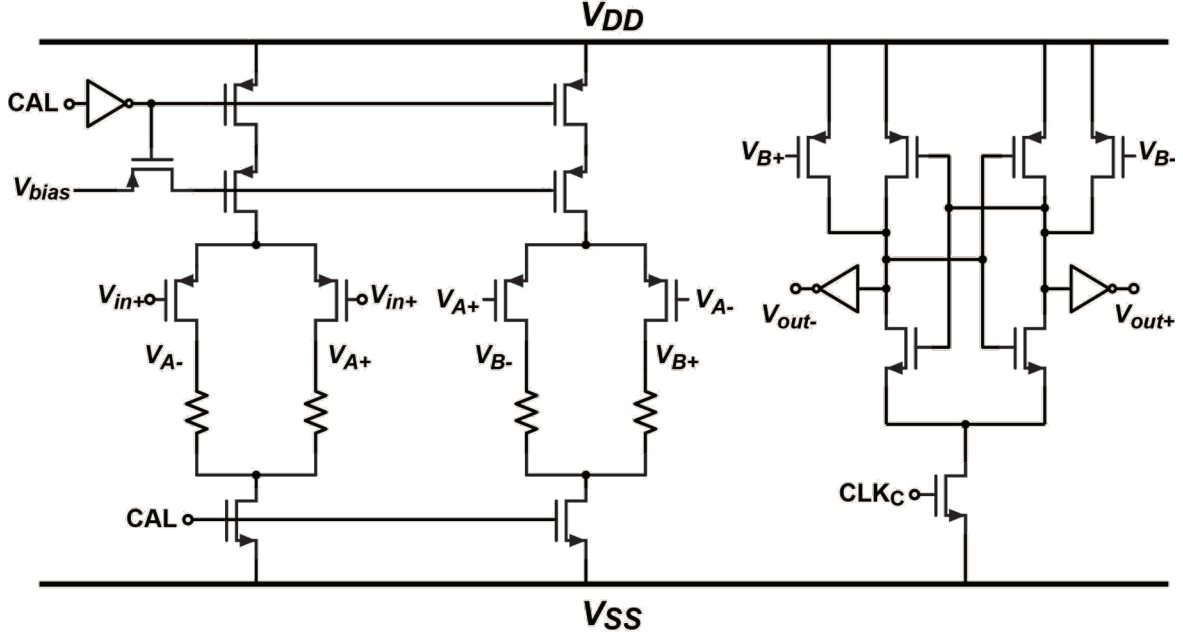 VDD
CAL
Vbias
VB+
VB-
Vin+
Vin+
VA+
VA-
VA-
VA+
VB-
VB+
Vout-
Vout+
CLKC
CAL
VSS